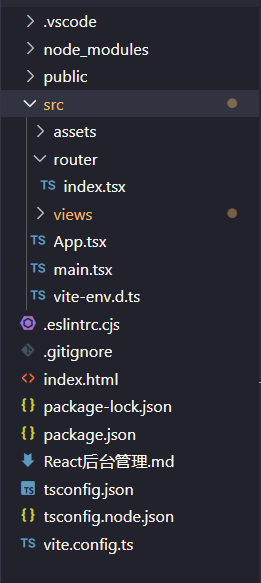 .vscode
node_modules
public
src
assets
router
index.tsx
views
TS App.tsx
TS main.tsx
TS vite-env.d.ts
.eslintrc.cjs
.gitignore
index.html
package-lock.json
package.json
React后台管理.md
TS tsconfig.json
tsconfig.node.json
TS vite.config.ts